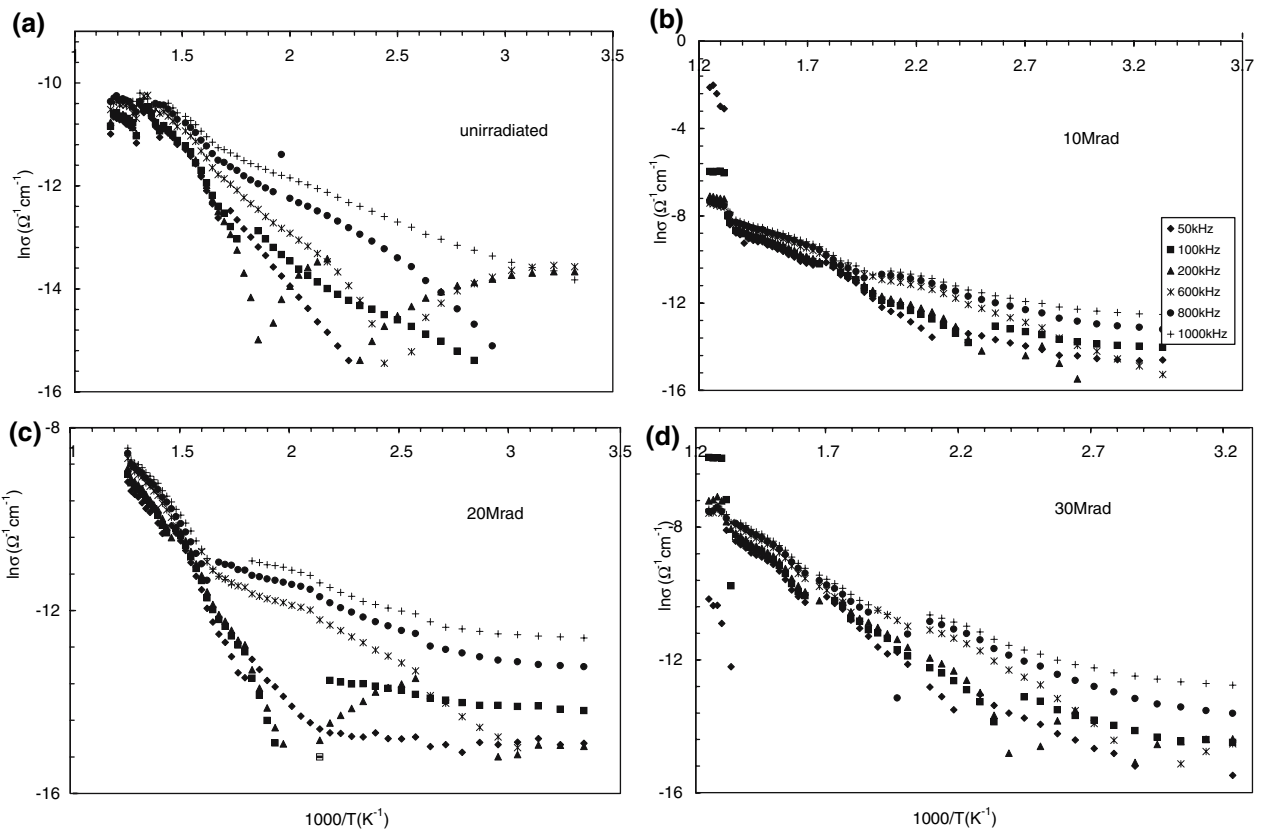 (a)
1.5
2
2.5
3
3.5
-10
-12
-14
-16
lnσ (Ω⁻¹cm⁻¹)
unirradiated
(b)
0
1.2
1.7
2.2
2.7
3.2
3.7
-4
-8
-12
-16
lnσ (Ω⁻¹cm⁻¹)
10Mrad
50kHz
100kHz
200kHz
600kHz
800kHz
1000kHz
(c)
-8
1
1.5
2
2.5
3
3.5
-12
-16
lnσ (Ω⁻¹cm⁻¹)
20Mrad
1000/T(K⁻¹)
(d)
1.2
1.7
2.2
2.7
3.2
-8
-12
-16
lnσ (Ω⁻¹cm⁻¹)
30Mrad
1000/T(K⁻¹)